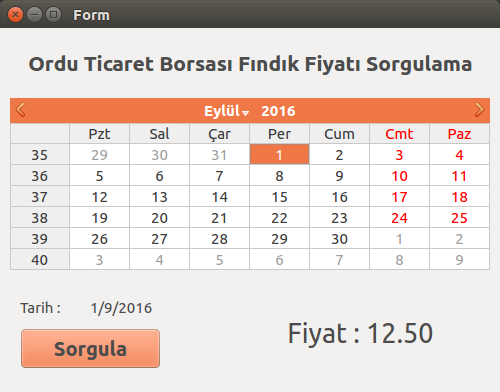 Form
Ordu Ticaret Borsası Fındık Fiyatı Sorgulama
Eylül 2016
Pzt Sal Çar Per Cum Cmt Paz
35 29 30 31 1 2 3 4
36 5 6 7 8 9 10 11
37 12 13 14 15 16 17 18
38 19 20 21 22 23 24 25
39 26 27 28 29 30 1 2
40 3 4 5 6 7 8 9
Tarih : 1/9/2016
Fiyat : 12.50
Sorgula